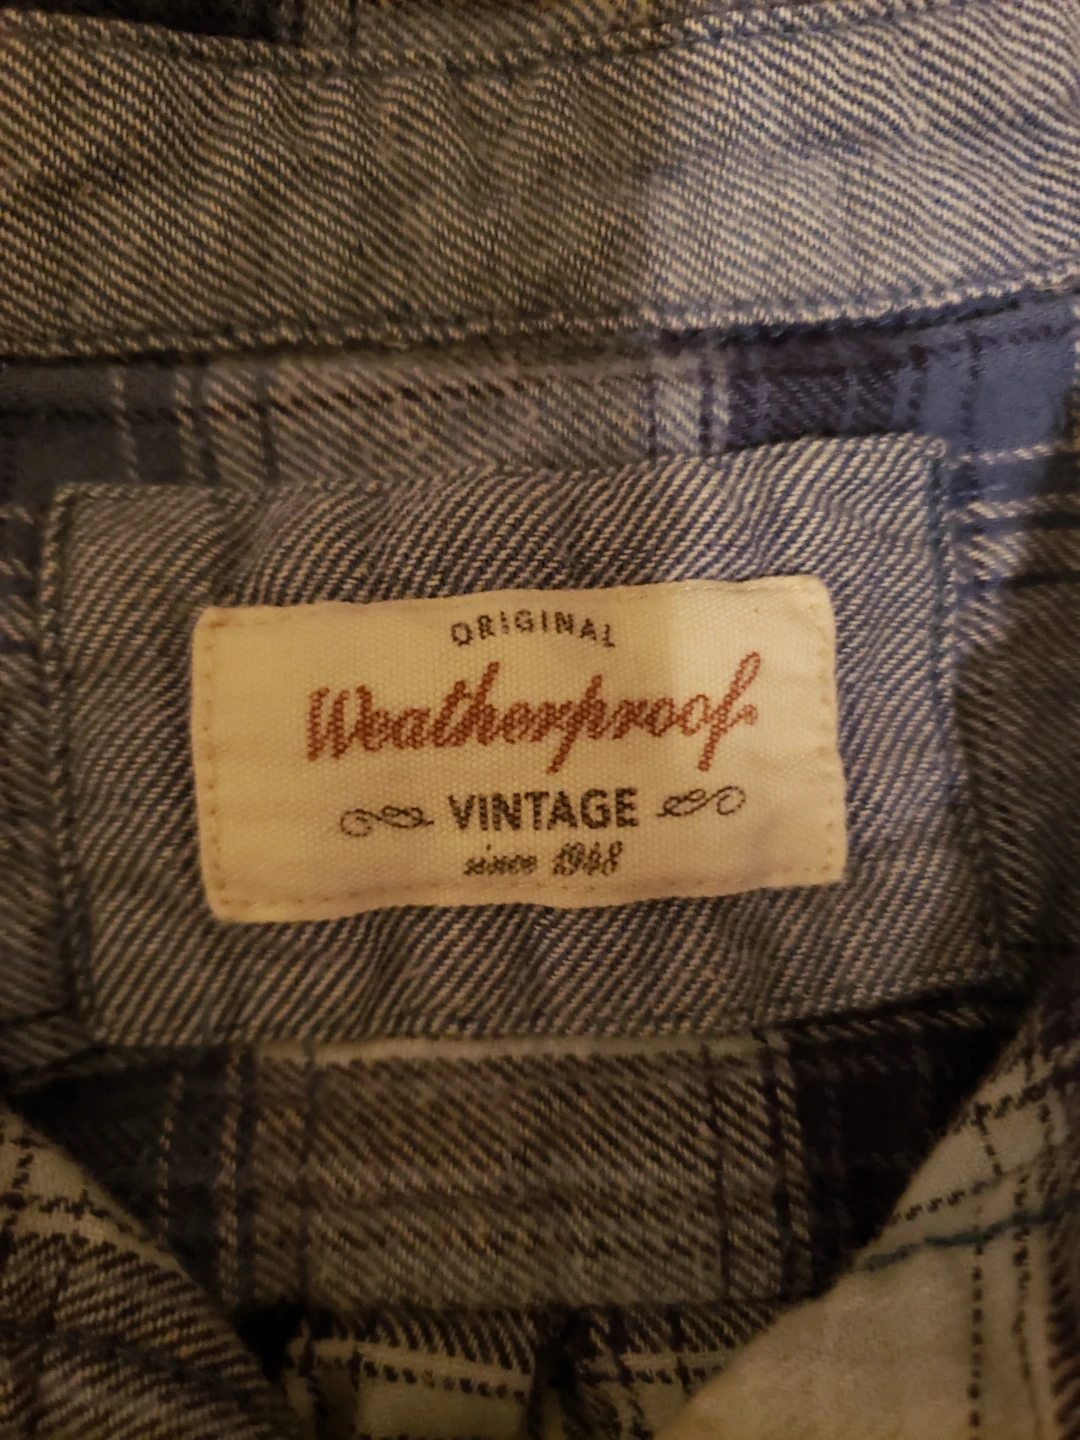 ORIGINAL
Weatherproof
VINTAGE
since 1948